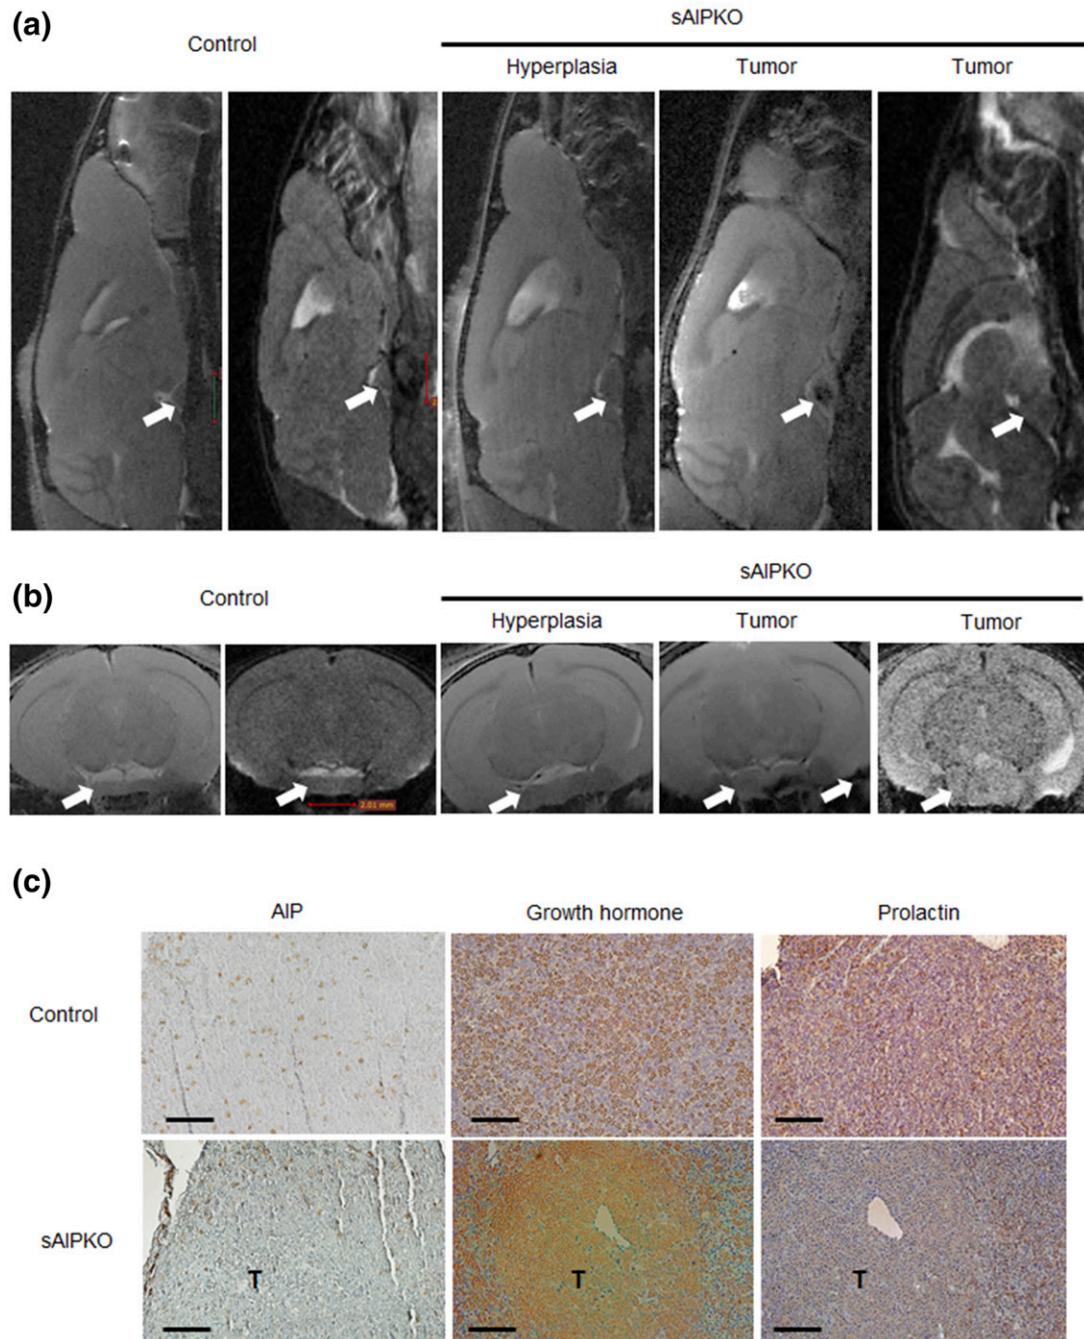 (a)
sAIPKO
Control
Hyperplasia Tumor Tumor
(b)
sAIPKO
Control
Hyperplasia Tumor Tumor
2.01 mm
(c)
AIP Growth hormone Prolactin
Control
sAIPKO
T T T